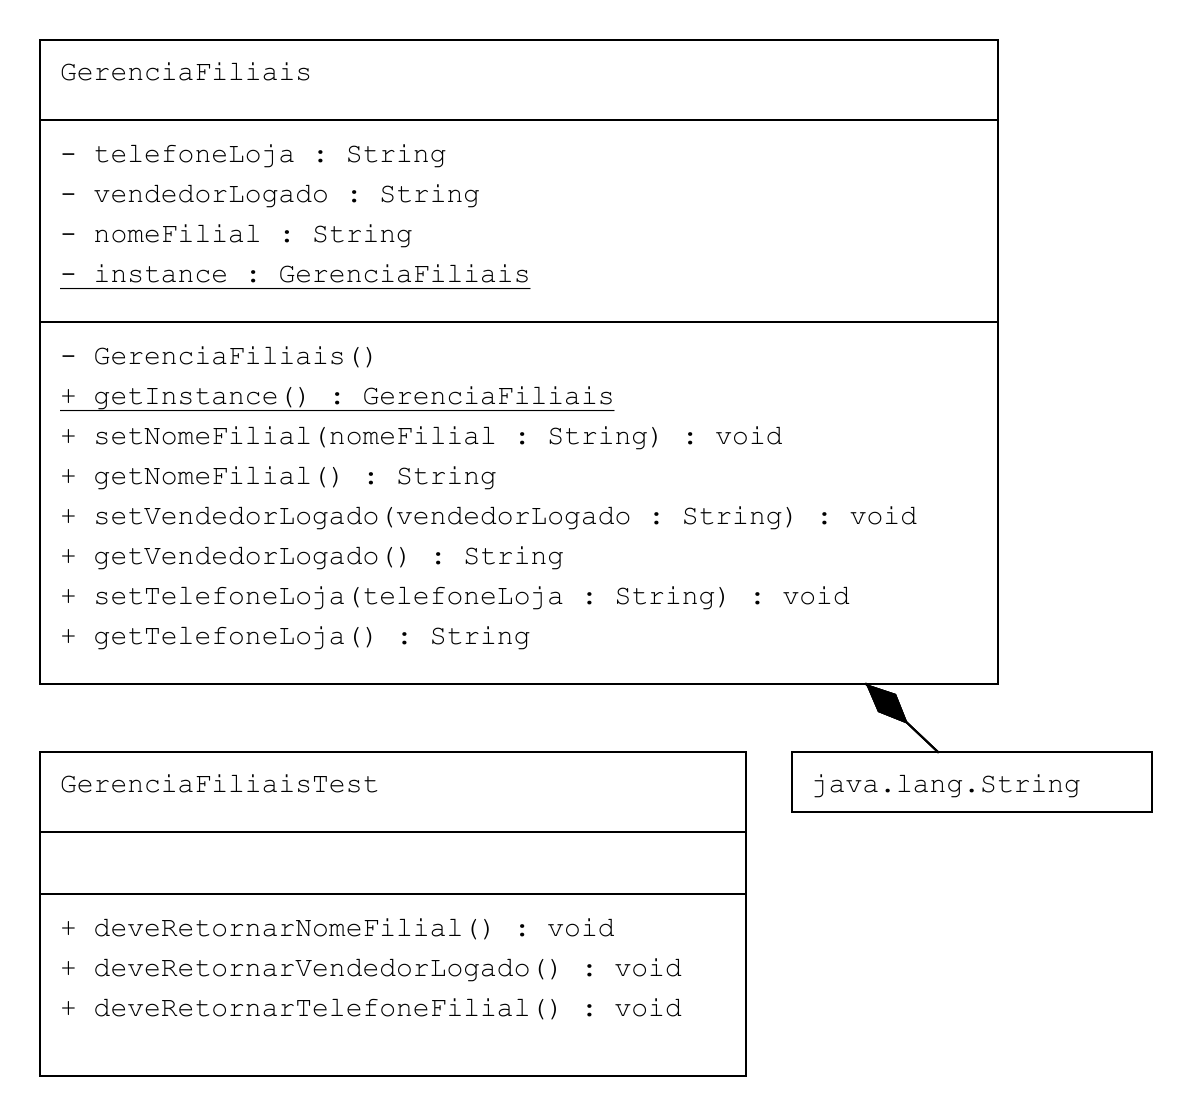 GerenciaFiliais
- telefoneLoja : String
- vendedorLogado : String
- nomeFilial : String
- instance : GerenciaFiliais
- GerenciaFiliais()
+ getInstance() : GerenciaFiliais
+ setNomeFilial(nomeFilial : String) : void
+ getNomeFilial() : String
+ setVendedorLogado(vendedorLogado : String) : void
+ getVendedorLogado() : String
+ setTelefoneLoja(telefoneLoja : String) : void
+ getTelefoneLoja() : String
GerenciaFiliaisTest
java.lang.String
+ deveRetornarNomeFilial() : void
+ deveRetornarVendedorLogado() : void
+ deveRetornarTelefoneFilial() : void